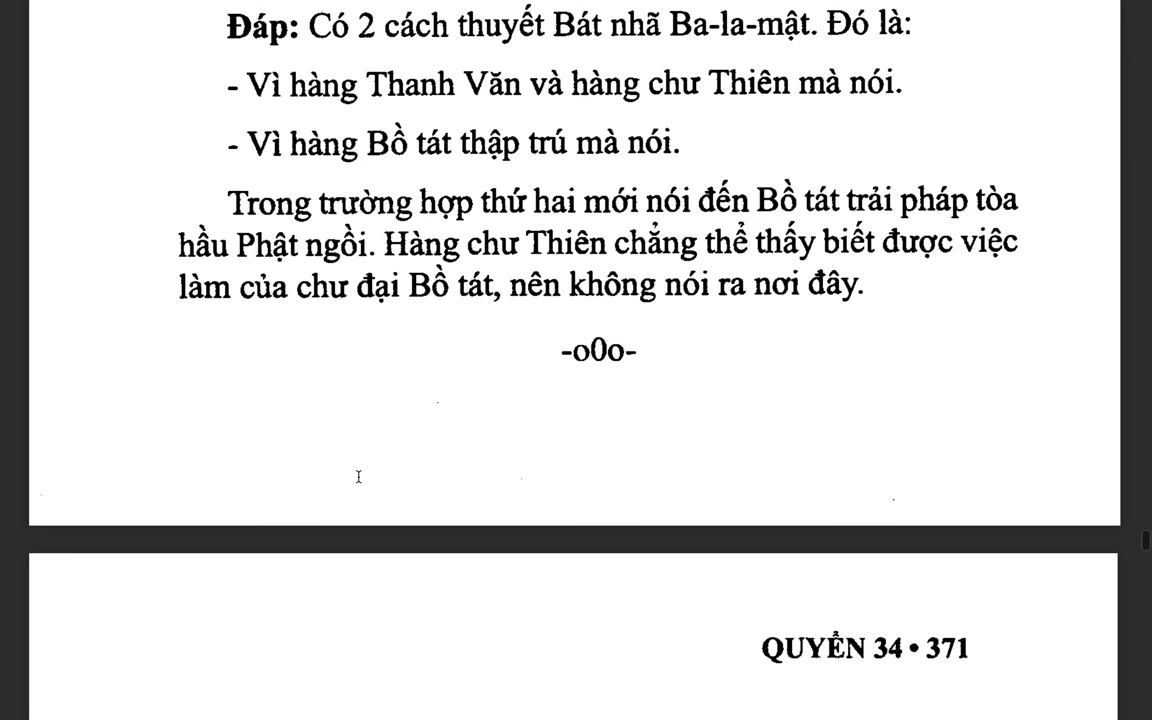 Đáp: Có 2 cách thuyết Bát nhã Ba-la-mật. Đó là:
- Vì hàng Thanh Văn và hàng chư Thiên mà nói.
- Vì hàng Bồ tát thập trú mà nói.
Trong trường hợp thứ hai mới nói đến Bồ tát trải pháp tòa
hầu Phật ngồi. Hàng chư Thiên chẳng thể thấy biết được việc
làm của chư đại Bồ tát, nên không nói ra nơi đây.
-o0o-
QUYỂN 34 • 371